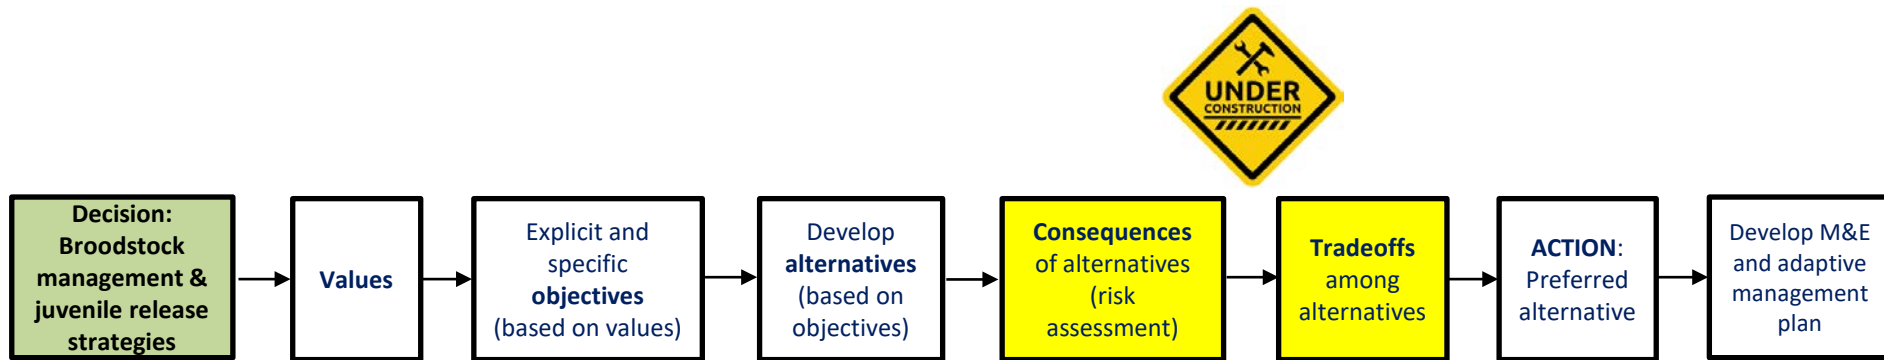 UNDER
CONSTRUCTION
Decision:
Broodstock
management &
juvenile release
strategies
Values
Explicit and
specific
objectives
(based on values)
Develop
alternatives
(based on
objectives)
Consequences
of alternatives
(risk
assessment)
Tradeoffs
among
alternatives
ACTION:
Preferred
alternative
Develop M&E
and adaptive
management
plan